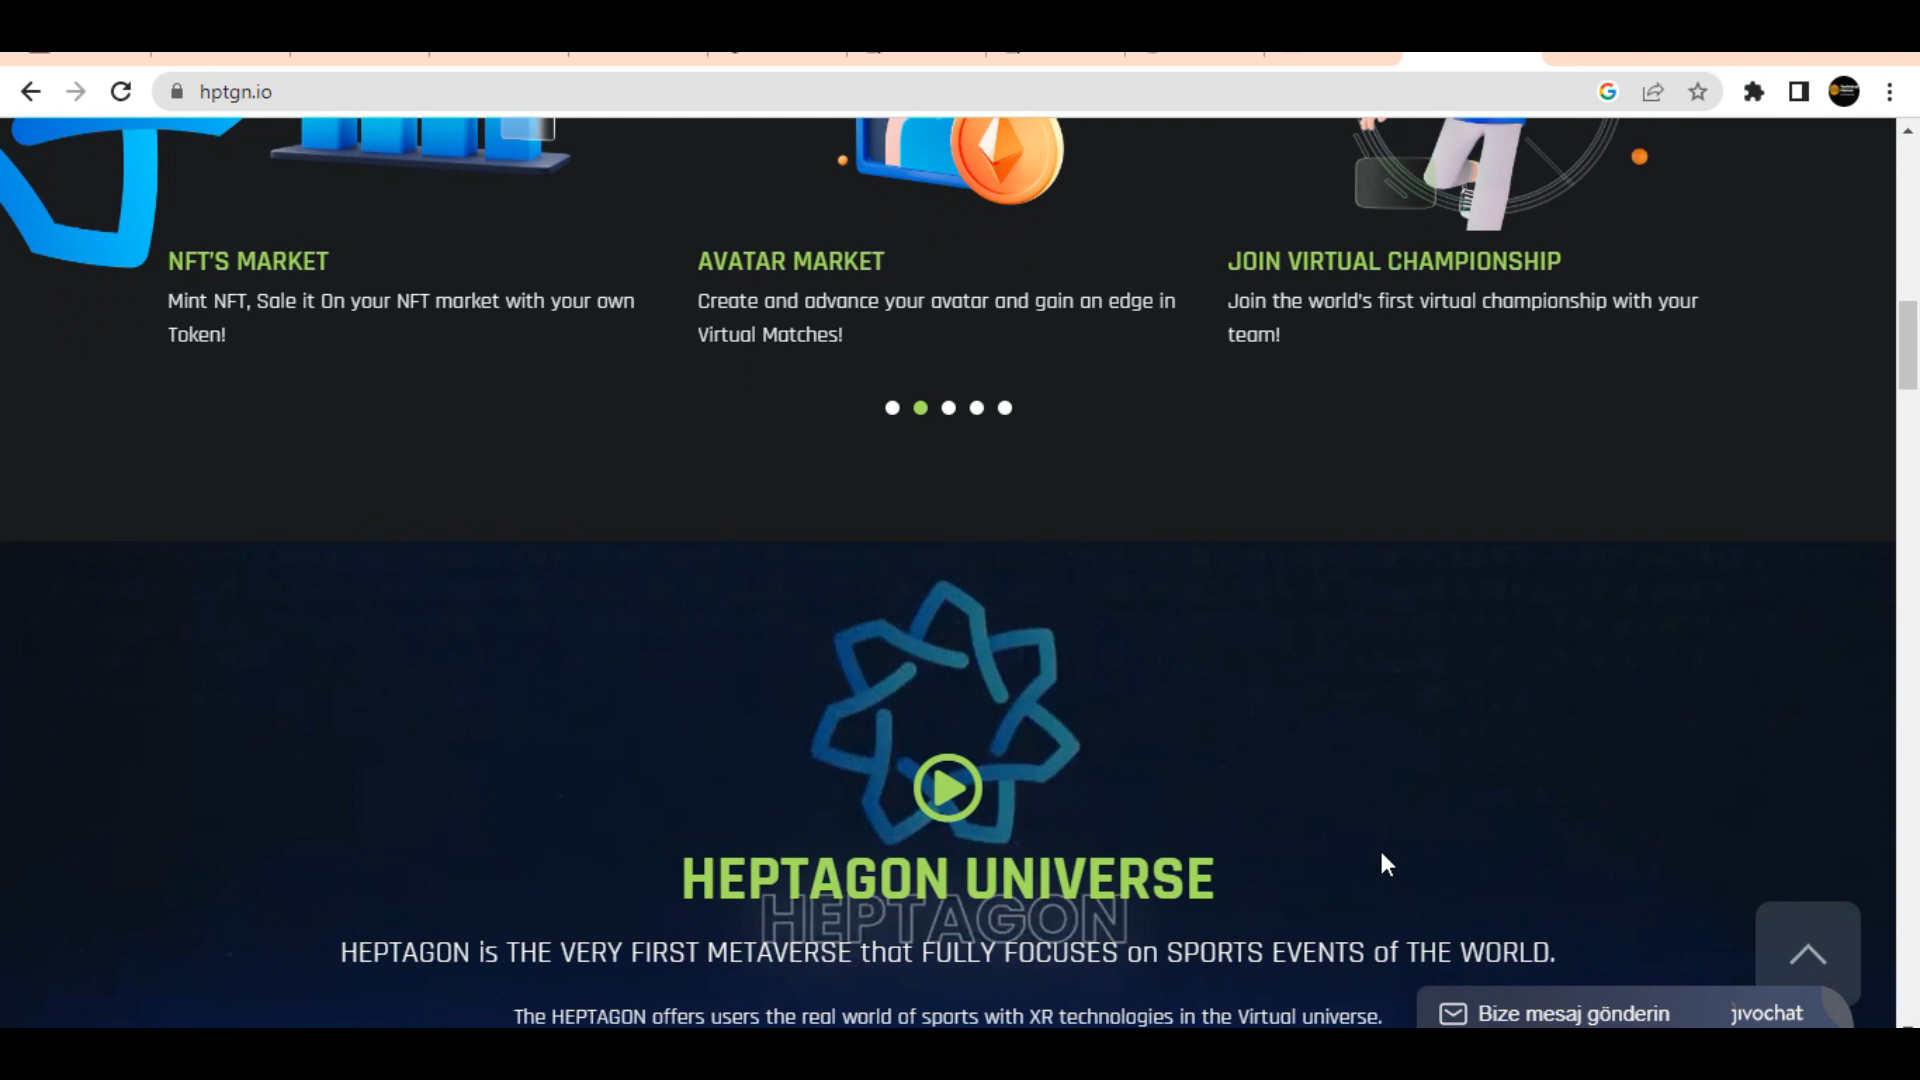 hptgn.io
NFT'S MARKET
Mint NFT, Sale it On your NFT market with your own
Token!
AVATAR MARKET
Create and advance your avatar and gain an edge in
Virtual Matches!
JOIN VIRTUAL CHAMPIONSHIP
Join the world's first virtual championship with your
team!
HEPTAGON UNIVERSE
HEPTAGON
HEPTAGON is THE VERY FIRST METAVERSE that FULLY FOCUSES on SPORTS EVENTS of THE WORLD.
The HEPTAGON offers users the real world of sports with XR technologies in the Virtual universe.
Bize mesaj gönderin jivochat